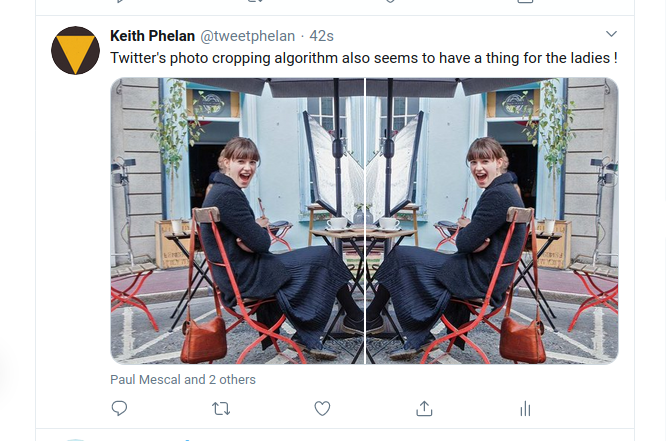 Keith Phelan @tweetphelan · 42s
Twitter's photo cropping algorithm also seems to have a thing for the ladies !
Paul Mescal and 2 others